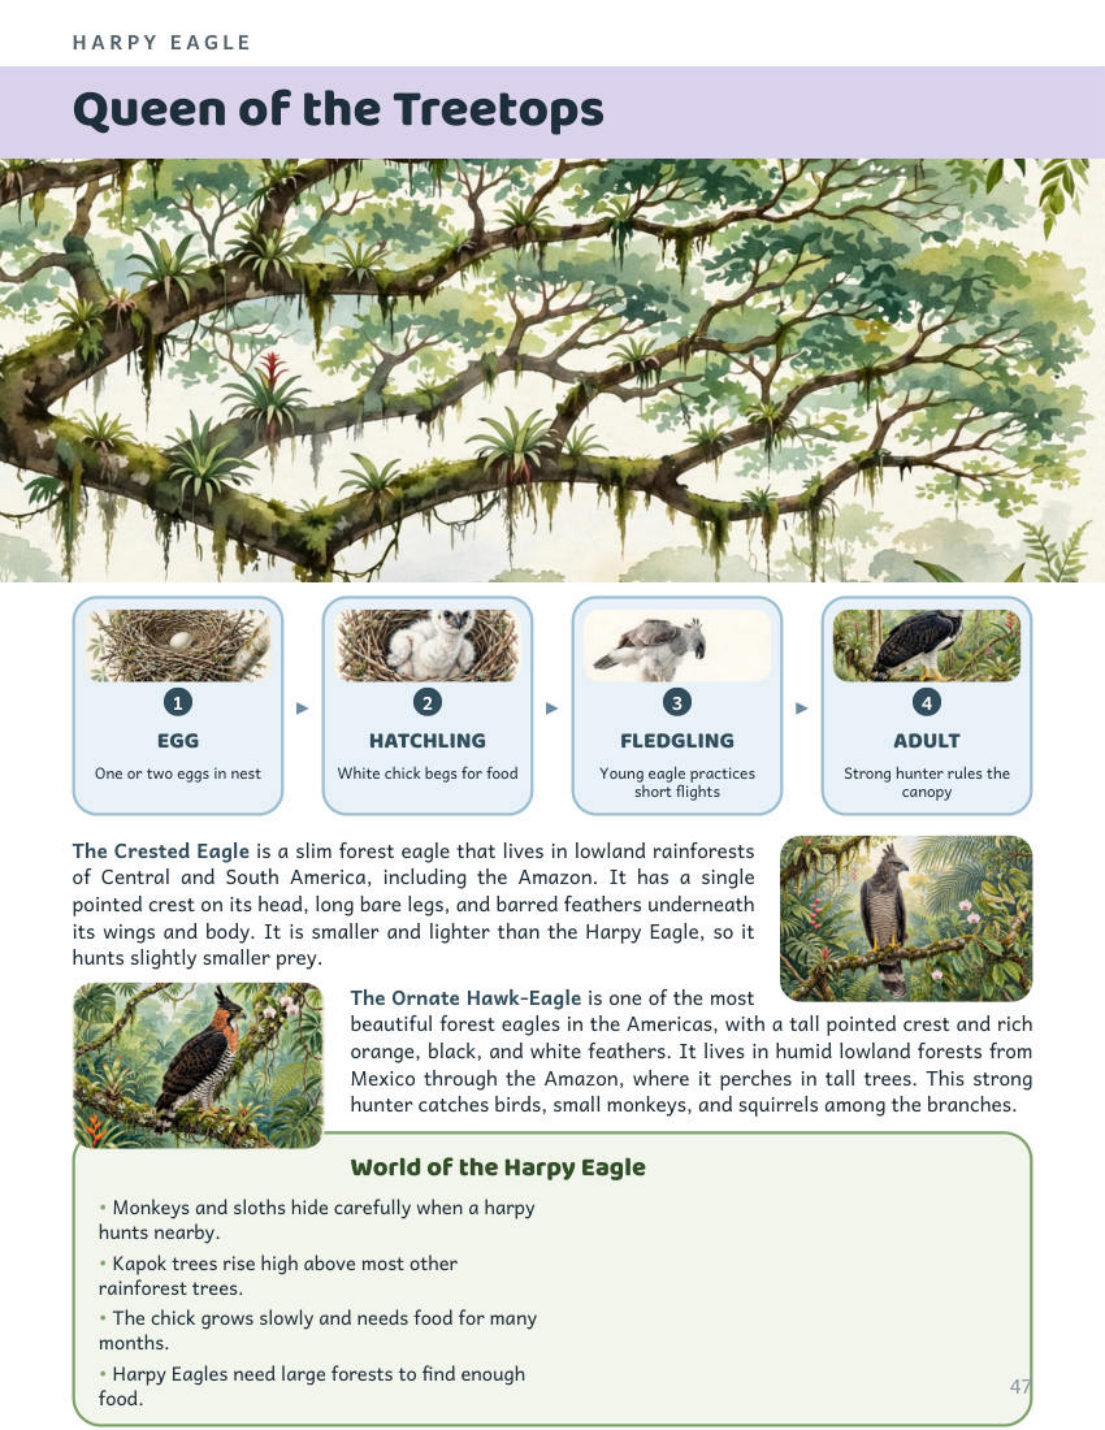 HARPY EAGLE
Queen of the Treetops
1
EGG
One or two eggs in nest
2
HATCHLING
White chick begs for food
3
FLEDGLING
Young eagle practices
short flights
4
ADULT
Strong hunter rules the
canopy
The Crested Eagle is a slim forest eagle that lives in lowland rainforests
of Central and South America, including the Amazon. It has a single
pointed crest on its head, long bare legs, and barred feathers underneath
its wings and body. It is smaller and lighter than the Harpy Eagle, so it
hunts slightly smaller prey.
The Ornate Hawk-Eagle is one of the most
beautiful forest eagles in the Americas, with a tall pointed crest and rich
orange, black, and white feathers. It lives in humid lowland forests from
Mexico through the Amazon, where it perches in tall trees. This strong
hunter catches birds, small monkeys, and squirrels among the branches.
World of the Harpy Eagle
• Monkeys and sloths hide carefully when a harpy
hunts nearby.
• Kapok trees rise high above most other
rainforest trees.
• The chick grows slowly and needs food for many
months.
• Harpy Eagles need large forests to find enough
food.
47